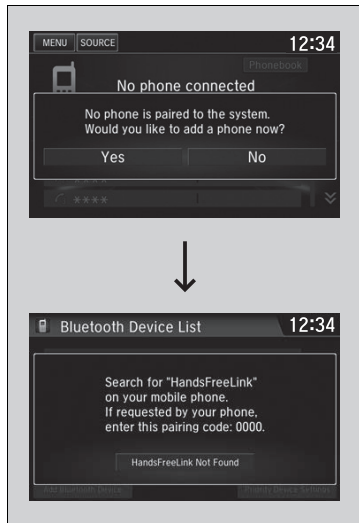 MENU SOURCE 12:34
Phonebook
No phone connected
No phone is paired to the system.
Would you like to add a phone now?
Yes No
****
Bluetooth Device List 12:34
Search for "HandsFreeLink"
on your mobile phone.
If requested by your phone,
enter this pairing code: 0000.
HandsFreeLink Not Found
Add Bluetooth Device Priority Device Settings